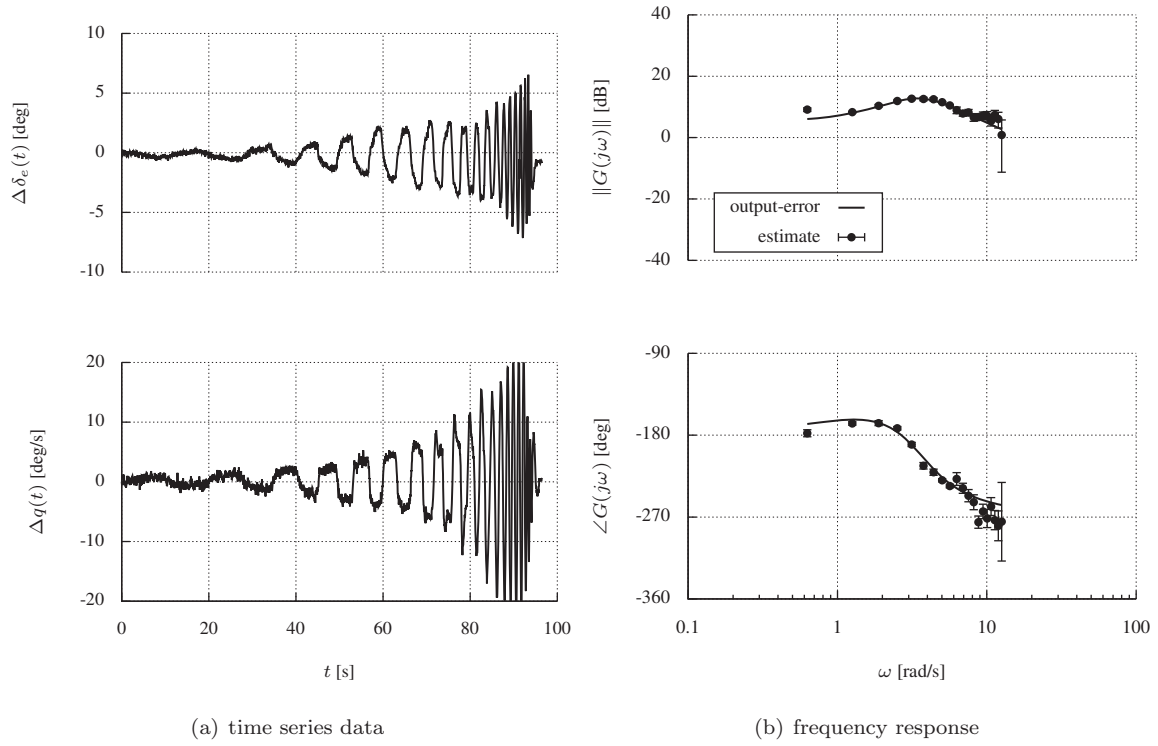 10
5
0
-5
-10
Δδ_e(t) [deg]
20
10
0
-10
-20
Δq(t) [deg/s]
0 20 40 60 80 100
t [s]
(a) time series data
40
20
0
-20
-40
||G(jω)|| [dB]
output-error
estimate
-90
-180
-270
-360
∠G(jω) [deg]
0.1 1 10 100
ω [rad/s]
(b) frequency response